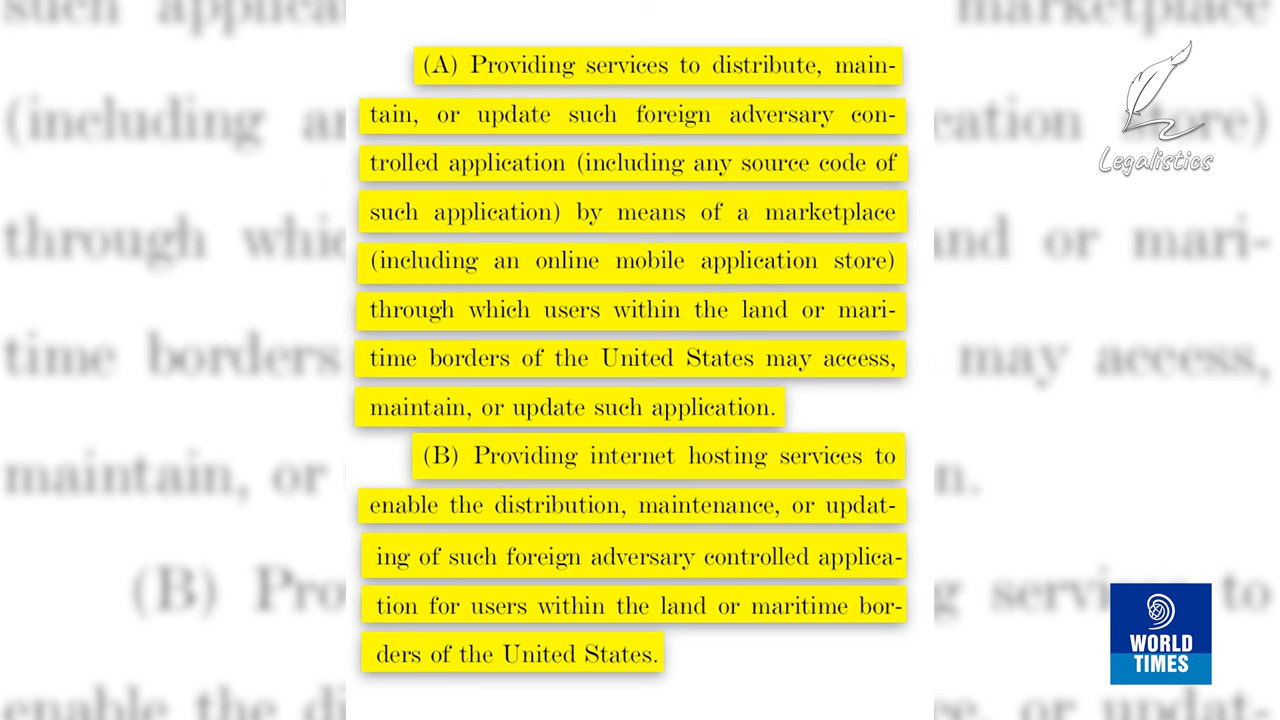 (A) Providing services to distribute, main-
tain, or update such foreign adversary con-
trolled application (including any source code of
such application) by means of a marketplace
(including an online mobile application store)
through which users within the land or mari-
time borders of the United States may access,
maintain, or update such application.
(B) Providing internet hosting services to
enable the distribution, maintenance, or updat-
ing of such foreign adversary controlled applica-
tion for users within the land or maritime bor-
ders of the United States.
Legalistics
WORLD
TIMES